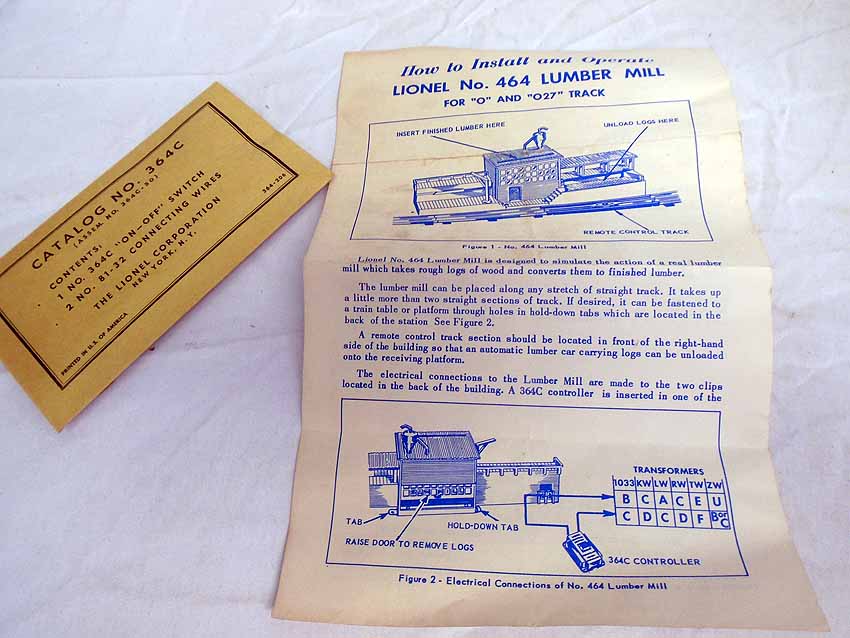 CATALOG NO. 364C
(ASSEM. NO. 364C-50)
CONTENTS:
1 NO. 364C "ON-OFF" SWITCH
2 NO. 81-32 CONNECTING WIRES
THE LIONEL CORPORATION
NEW YORK, N. Y.
PRINTED IN U.S. OF AMERICA
364-206
How to Install and Operate
LIONEL No. 464 LUMBER MILL
FOR "O" AND "O27" TRACK
INSERT FINISHED LUMBER HERE
UNLOAD LOGS HERE
REMOTE CONTROL TRACK
Figure 1 - No. 464 Lumber Mill
Lionel No. 464 Lumber Mill is designed to simulate the action of a real lumber
mill which takes rough logs of wood and converts them to finished lumber.
The lumber mill can be placed along any stretch of straight track. It takes up
a little more than two straight sections of track. If desired, it can be fastened to
a train table or platform through holes in hold-down tabs which are located in the
back of the station See Figure 2.
A remote control track section should be located in front of the right-hand
side of the building so that an automatic lumber car carrying logs can be unloaded
onto the receiving platform.
The electrical connections to the Lumber Mill are made to the two clips
located in the back of the building. A 364C controller is inserted in one of the
TRANSFORMERS
1033 KW LW RW TW ZW
B C A C E U
C D C D F B or C
TAB
HOLD-DOWN TAB
RAISE DOOR TO REMOVE LOGS
364C CONTROLLER
Figure 2 - Electrical Connections of No. 464 Lumber Mill